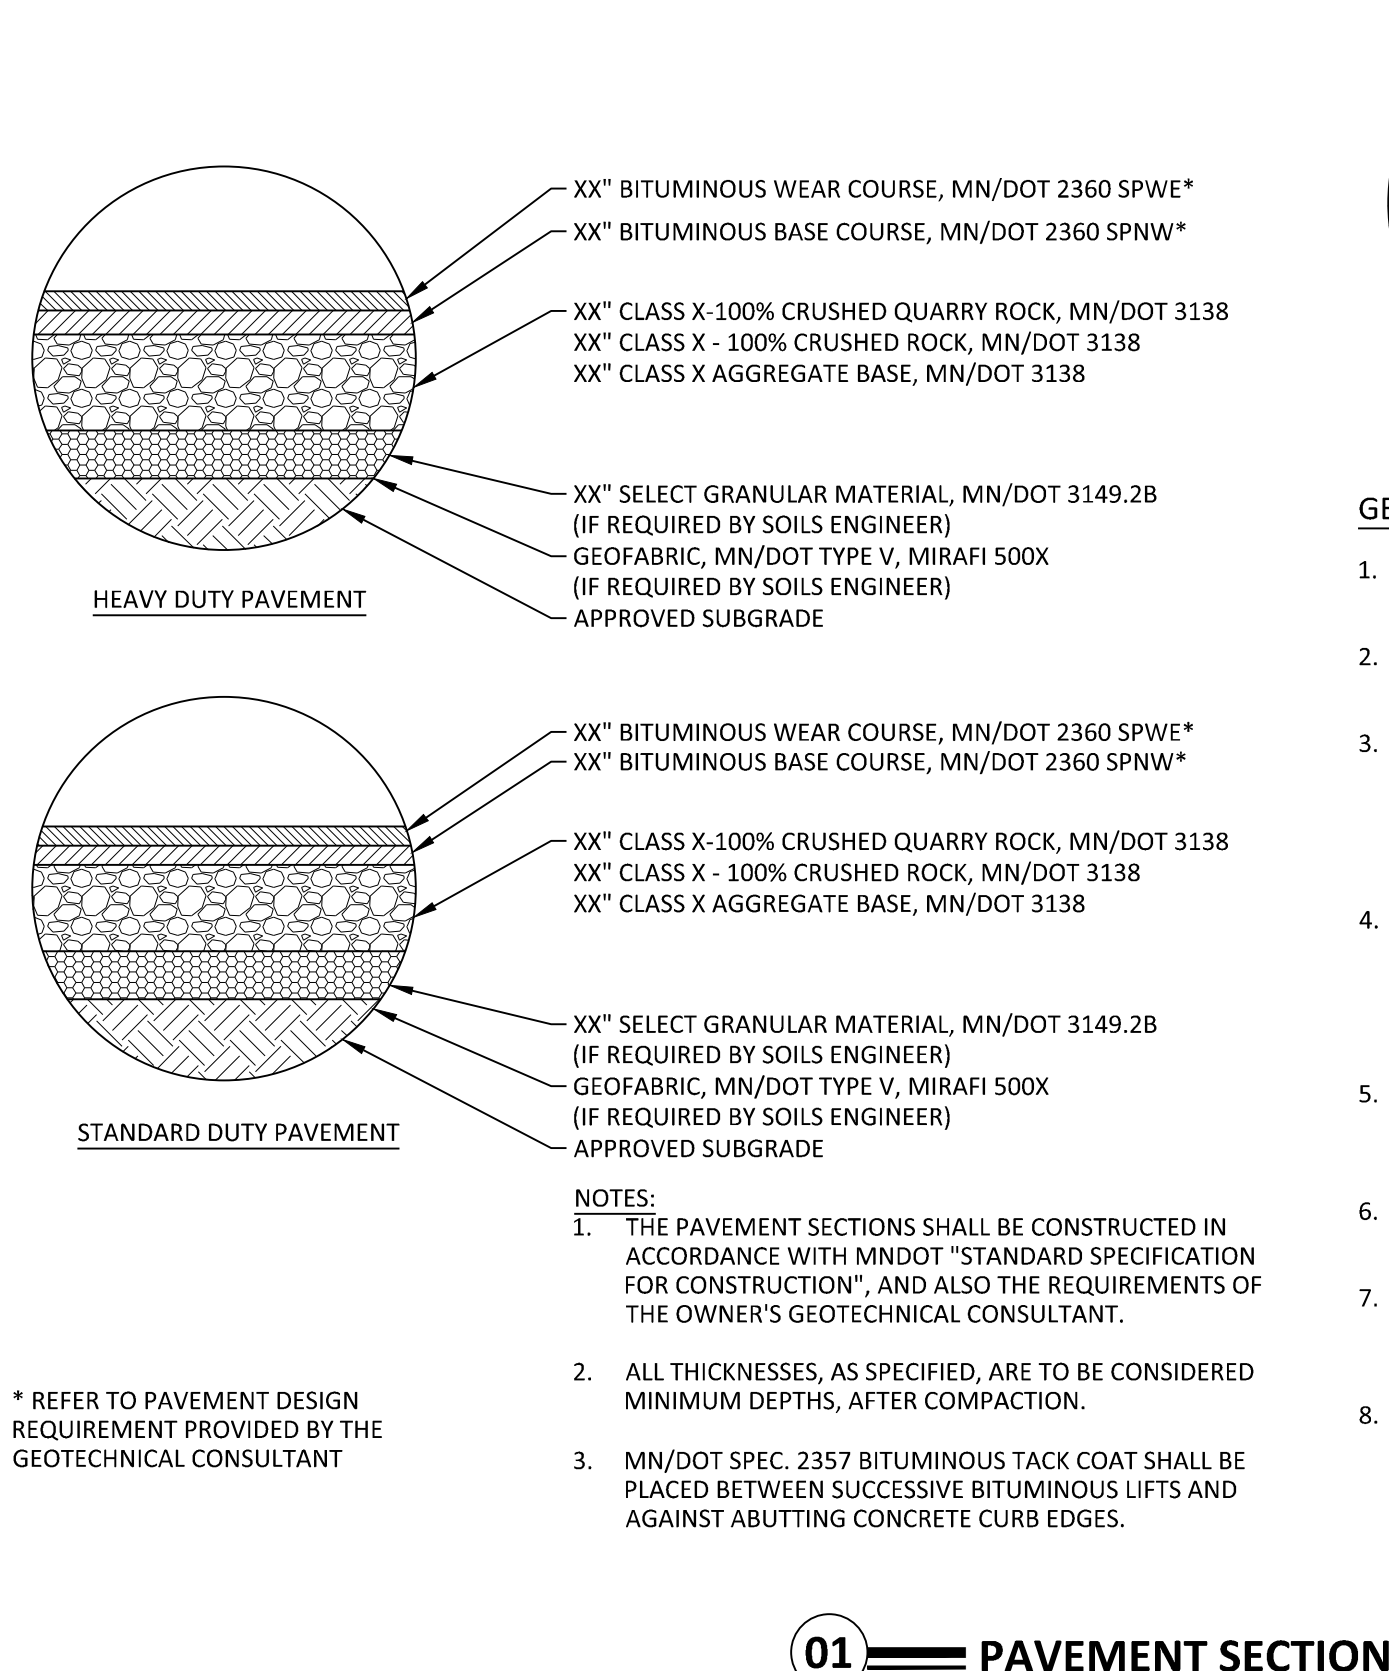 XX" BITUMINOUS WEAR COURSE, MN/DOT 2360 SPWE*
XX" BITUMINOUS BASE COURSE, MN/DOT 2360 SPNW*
XX" CLASS X-100% CRUSHED QUARRY ROCK, MN/DOT 3138
XX" CLASS X - 100% CRUSHED ROCK, MN/DOT 3138
XX" CLASS X AGGREGATE BASE, MN/DOT 3138
XX" SELECT GRANULAR MATERIAL, MN/DOT 3149.2B
(IF REQUIRED BY SOILS ENGINEER)
GEOFABRIC, MN/DOT TYPE V, MIRAFI 500X
(IF REQUIRED BY SOILS ENGINEER)
APPROVED SUBGRADE
HEAVY DUTY PAVEMENT
XX" BITUMINOUS WEAR COURSE, MN/DOT 2360 SPWE*
XX" BITUMINOUS BASE COURSE, MN/DOT 2360 SPNW*
XX" CLASS X-100% CRUSHED QUARRY ROCK, MN/DOT 3138
XX" CLASS X - 100% CRUSHED ROCK, MN/DOT 3138
XX" CLASS X AGGREGATE BASE, MN/DOT 3138
XX" SELECT GRANULAR MATERIAL, MN/DOT 3149.2B
(IF REQUIRED BY SOILS ENGINEER)
GEOFABRIC, MN/DOT TYPE V, MIRAFI 500X
(IF REQUIRED BY SOILS ENGINEER)
APPROVED SUBGRADE
STANDARD DUTY PAVEMENT
NOTES:
1. THE PAVEMENT SECTIONS SHALL BE CONSTRUCTED IN
ACCORDANCE WITH MNDOT "STANDARD SPECIFICATION
FOR CONSTRUCTION", AND ALSO THE REQUIREMENTS OF
THE OWNER'S GEOTECHNICAL CONSULTANT.
2. ALL THICKNESSES, AS SPECIFIED, ARE TO BE CONSIDERED
MINIMUM DEPTHS, AFTER COMPACTION.
3. MN/DOT SPEC. 2357 BITUMINOUS TACK COAT SHALL BE
PLACED BETWEEN SUCCESSIVE BITUMINOUS LIFTS AND
AGAINST ABUTTING CONCRETE CURB EDGES.
* REFER TO PAVEMENT DESIGN
REQUIREMENT PROVIDED BY THE
GEOTECHNICAL CONSULTANT
01 PAVEMENT SECTION
1.
2.
3.
4.
5.
6.
7.
8.